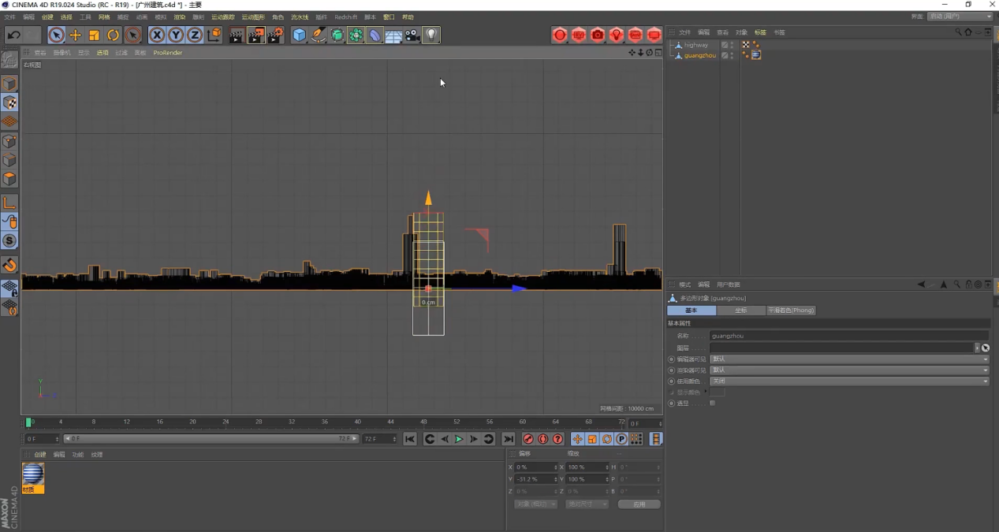 CINEMA 4D R19.024 Studio (RC - R19) - [广州建筑.c4d *] - 主要
文件 编辑 创建 选择 工具 网格 捕捉 动画 模拟 渲染 雕刻 运动跟踪 运动图形 角色 流水线 插件 Redshift 脚本 窗口 帮助
界面: 启动 (用户)
文件 编辑 查看 对象 标签 书签
highway
guangzhou
查看 摄像机 显示 选项 过滤 面板 ProRender
右视图
X Y Z
0 cm
Y
网格间距 : 10000 cm
模式 编辑 用户数据
多边形对象 [guangzhou]
基本 坐标 平滑着色(Phong)
基本属性
名称 guangzhou
图层
编辑器可见 默认
渲染器可见 默认
使用颜色 关闭
显示颜色
透显
0 4 8 12 16 20 24 28 32 36 40 44 48 52 56 60 64 68 72 0 F
0 F 0 F 72 F 72 F
创建 编辑 功能 纹理
材质
偏移 缩放
X 0 % X 100 % H 0 °
Y -31.2 % Y 100 % P 0 °
Z 0 % Z 0 % B 0 °
对象 (相对) 绝对尺寸 应用
MAXON
CINEMA 4D